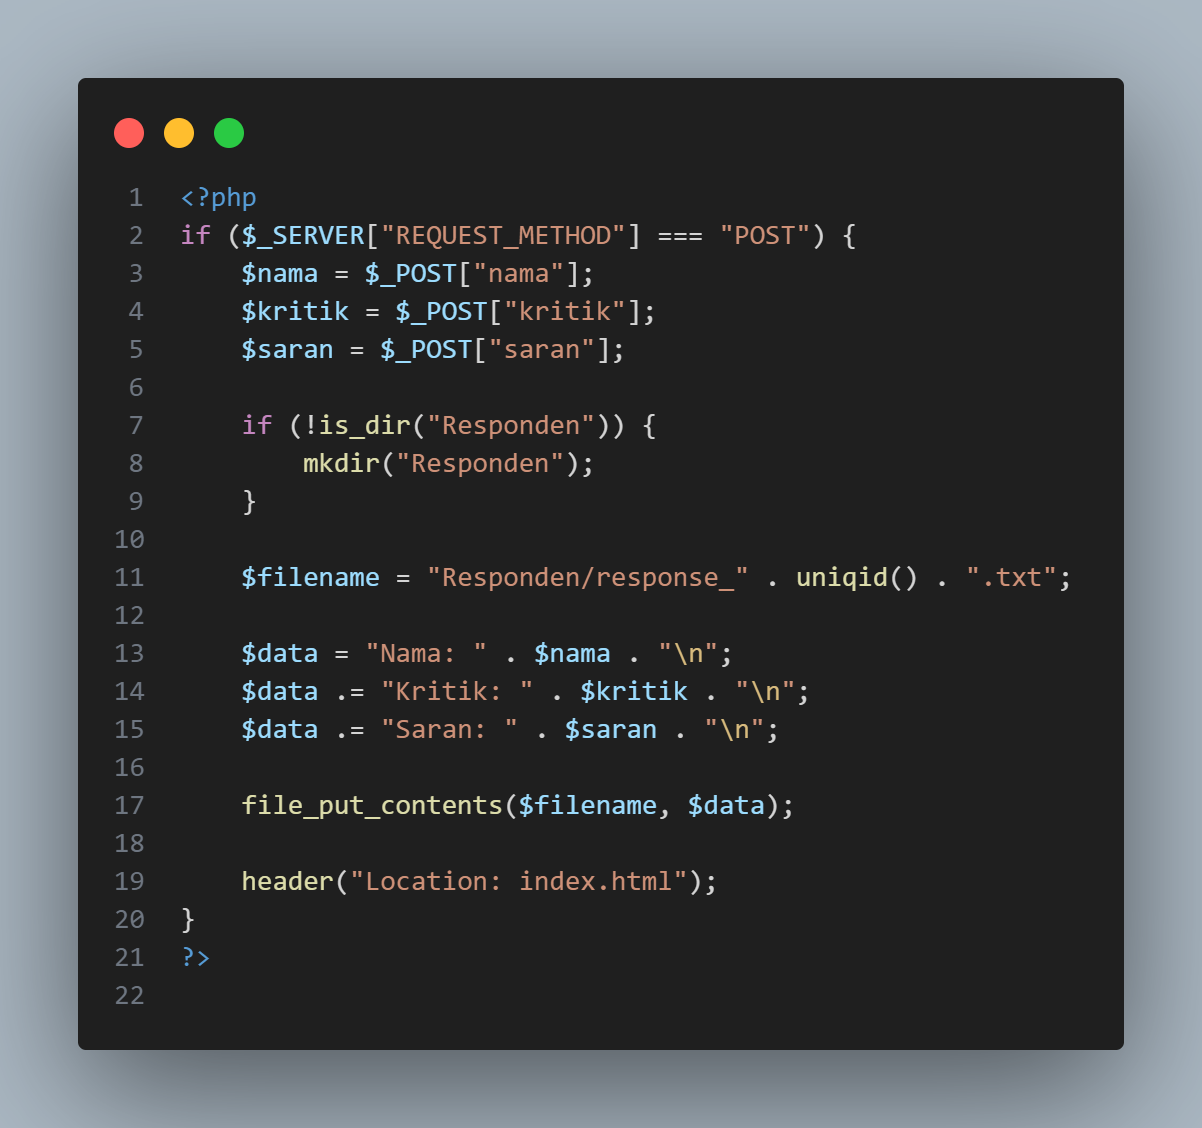 1 <?php
2 if ($_SERVER["REQUEST_METHOD"] === "POST") {
3     $nama = $_POST["nama"];
4     $kritik = $_POST["kritik"];
5     $saran = $_POST["saran"];
6
7     if (!is_dir("Responden")) {
8         mkdir("Responden");
9     }
10
11     $filename = "Responden/response_" . uniqid() . ".txt";
12
13     $data = "Nama: " . $nama . "\n";
14     $data .= "Kritik: " . $kritik . "\n";
15     $data .= "Saran: " . $saran . "\n";
16
17     file_put_contents($filename, $data);
18
19     header("Location: index.html");
20 }
21 ?>
22